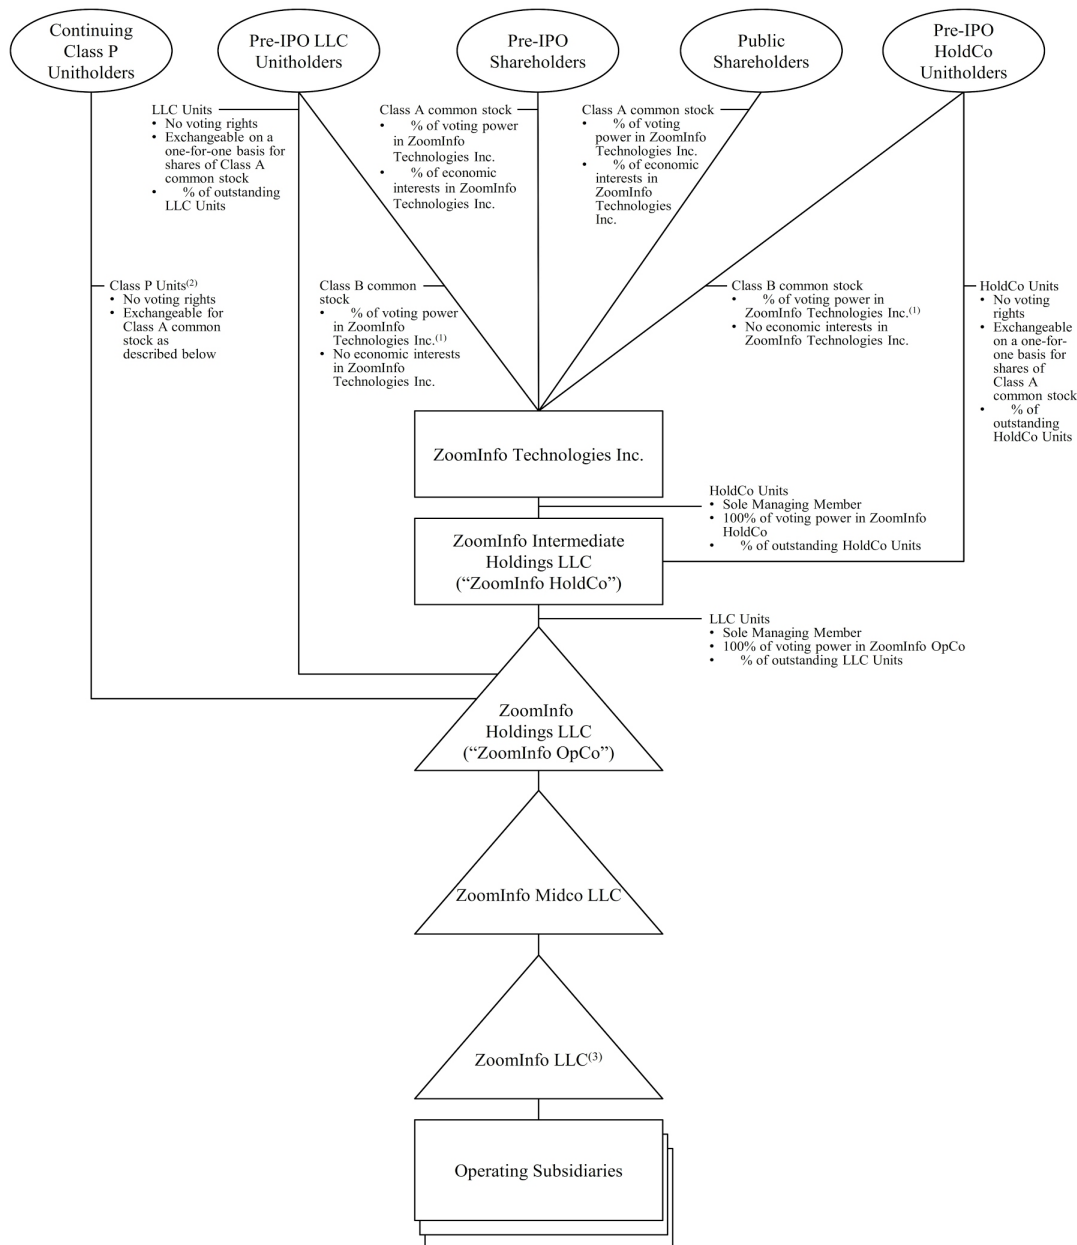 Continuing
Class P
Unitholders
Pre-IPO LLC
Unitholders
Pre-IPO
Shareholders
Public
Shareholders
Pre-IPO
HoldCo
Unitholders
LLC Units
• No voting rights
• Exchangeable on a
one-for-one basis for
shares of Class A
common stock
• % of outstanding
LLC Units
Class A common stock
• % of voting power
in ZoomInfo
Technologies Inc.
• % of economic
interests in ZoomInfo
Technologies Inc.
Class A common stock
• % of voting
power in ZoomInfo
Technologies Inc.
• % of economic
interests in
ZoomInfo
Technologies
Inc.
Class P Units(2)
• No voting rights
• Exchangeable for
Class A common
stock as
described below
Class B common
stock
• % of voting power
in ZoomInfo
Technologies Inc.(1)
• No economic interests
in ZoomInfo
Technologies Inc.
Class B common stock
• % of voting power in
ZoomInfo Technologies Inc.(1)
• No economic interests in
ZoomInfo Technologies Inc.
HoldCo Units
• No voting
rights
• Exchangeable
on a one-for-
one basis for
shares of
Class A
common stock
• % of
outstanding
HoldCo Units
ZoomInfo Technologies Inc.
HoldCo Units
• Sole Managing Member
• 100% of voting power in ZoomInfo
HoldCo
• % of outstanding HoldCo Units
ZoomInfo Intermediate
Holdings LLC
(“ZoomInfo HoldCo”)
LLC Units
• Sole Managing Member
• 100% of voting power in ZoomInfo OpCo
• % of outstanding LLC Units
ZoomInfo
Holdings LLC
(“ZoomInfo OpCo”)
ZoomInfo Midco LLC
ZoomInfo LLC(3)
Operating Subsidiaries